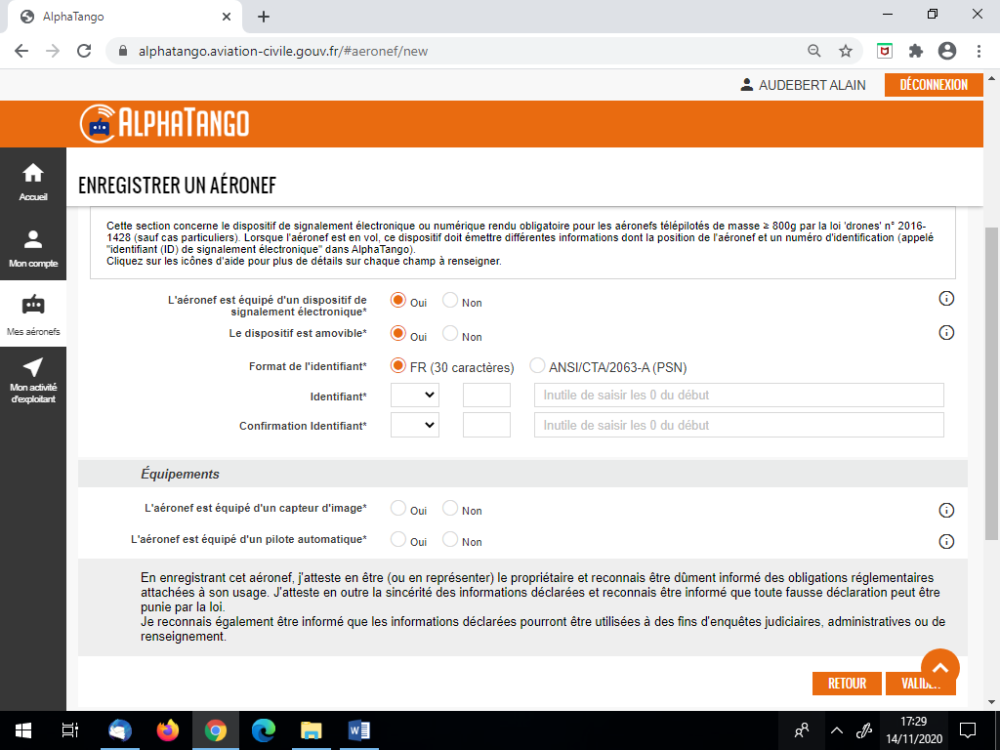 AlphaTango
alphatango.aviation-civile.gouv.fr/#aeronef/new
AUDEBERT ALAIN
DÉCONNEXION
ALPHATANGO
Accueil
Mon compte
Mes aéronefs
Mon activité
d'exploitant
ENREGISTRER UN AÉRONEF
Cette section concerne le dispositif de signalement électronique ou numérique rendu obligatoire pour les aéronefs télépilotés de masse ≥ 800g par la loi 'drones' n° 2016-
1428 (sauf cas particuliers). Lorsque l'aéronef est en vol, ce dispositif doit émettre différentes informations dont la position de l'aéronef et un numéro d'identification (appelé
"identifiant (ID) de signalement électronique" dans AlphaTango).
Cliquez sur les icônes d'aide pour plus de détails sur chaque champ à renseigner.
L'aéronef est équipé d'un dispositif de
signalement électronique*
Oui Non
Le dispositif est amovible* Oui Non
Format de l'identifiant* FR (30 caractères) ANSI/CTA/2063-A (PSN)
Identifiant* Inutile de saisir les 0 du début
Confirmation Identifiant* Inutile de saisir les 0 du début
Équipements
L'aéronef est équipé d'un capteur d'image* Oui Non
L'aéronef est équipé d'un pilote automatique* Oui Non
En enregistrant cet aéronef, j'atteste en être (ou en représenter) le propriétaire et reconnais être dûment informé des obligations réglementaires
attachées à son usage. J'atteste en outre la sincérité des informations déclarées et reconnais être informé que toute fausse déclaration peut être
punie par la loi.
Je reconnais également être informé que les informations déclarées pourront être utilisées à des fins d'enquêtes judiciaires, administratives ou de
renseignement.
RETOUR VALIDER
17:29
14/11/2020